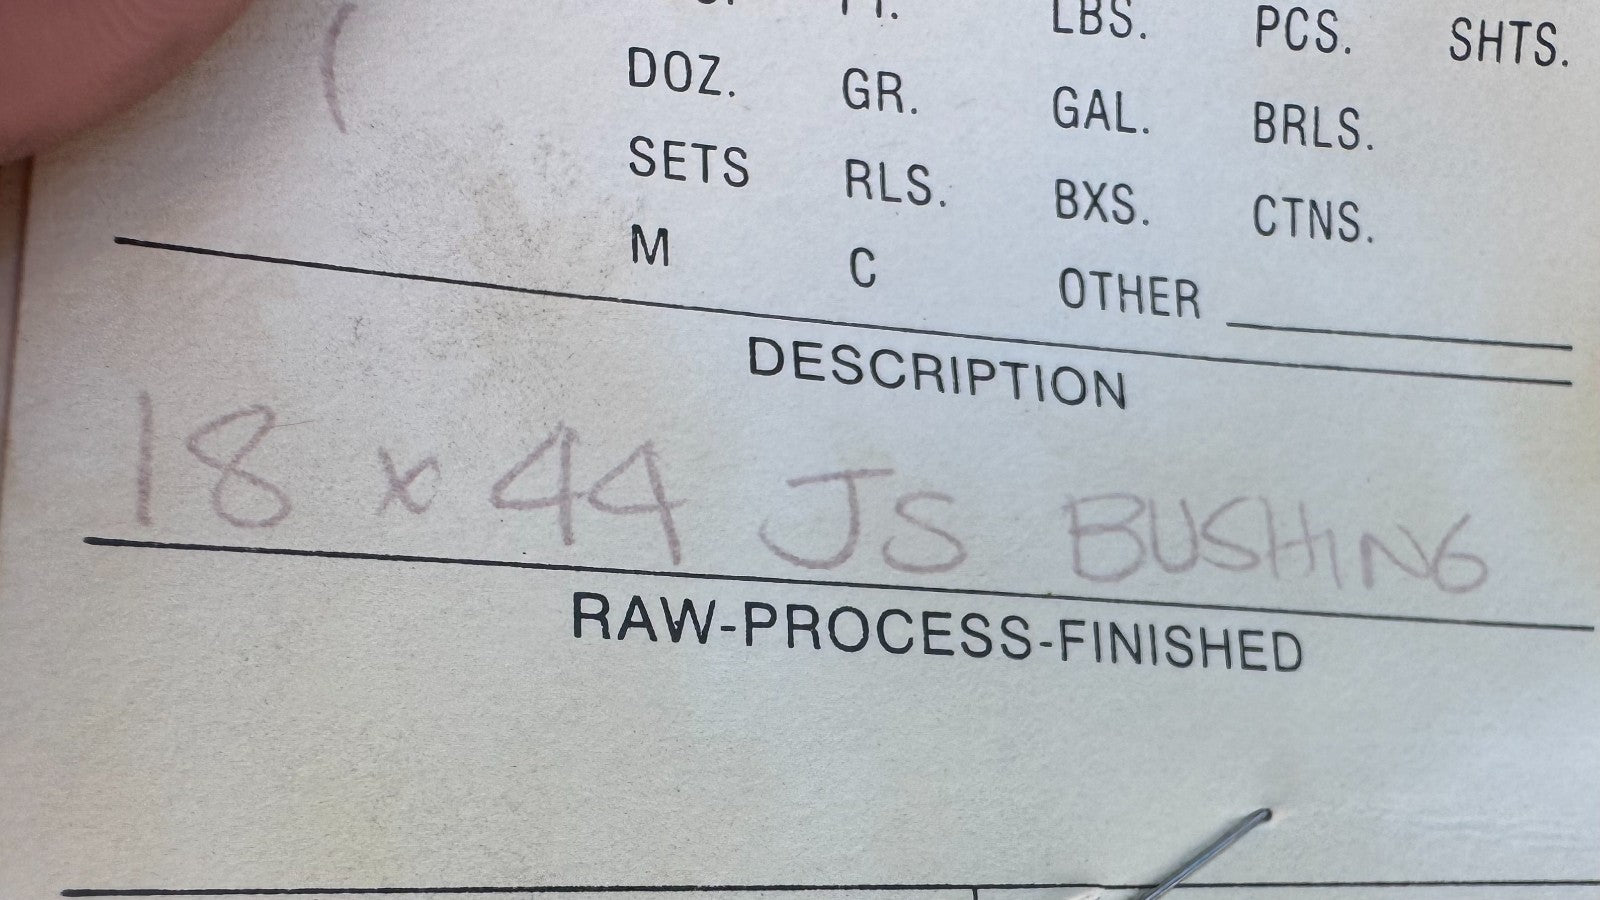 LBS. PCS. SHTS.
DOZ. GR. GAL. BRLS.
SETS RLS. BXS. CTNS.
M C OTHER
DESCRIPTION
18 x 44 JS BUSHING
RAW-PROCESS-FINISHED